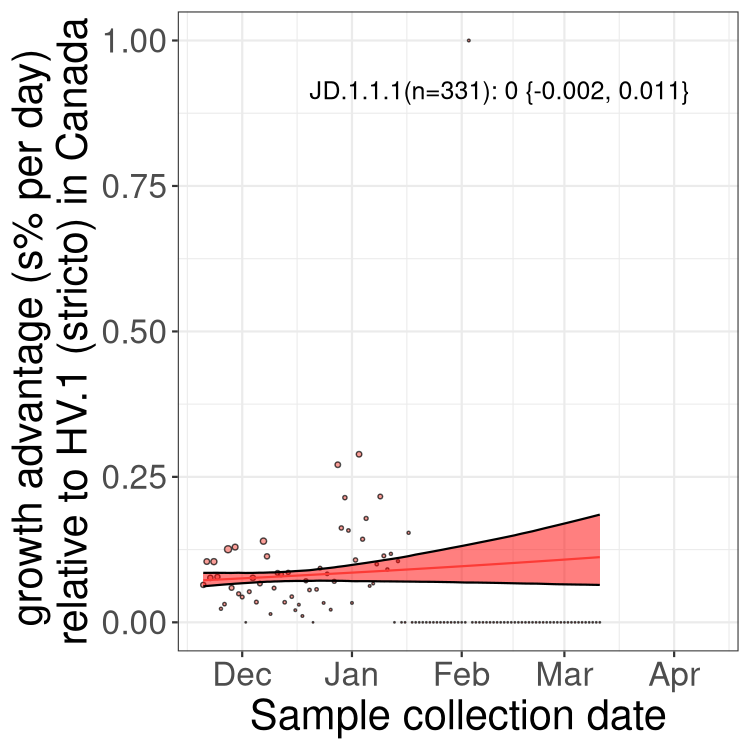 growth advantage (s% per day)
relative to HV.1 (stricto) in Canada
1.00
0.75
0.50
0.25
0.00
JD.1.1.1(n=331): 0 {-0.002, 0.011}
Dec Jan Feb Mar Apr
Sample collection date